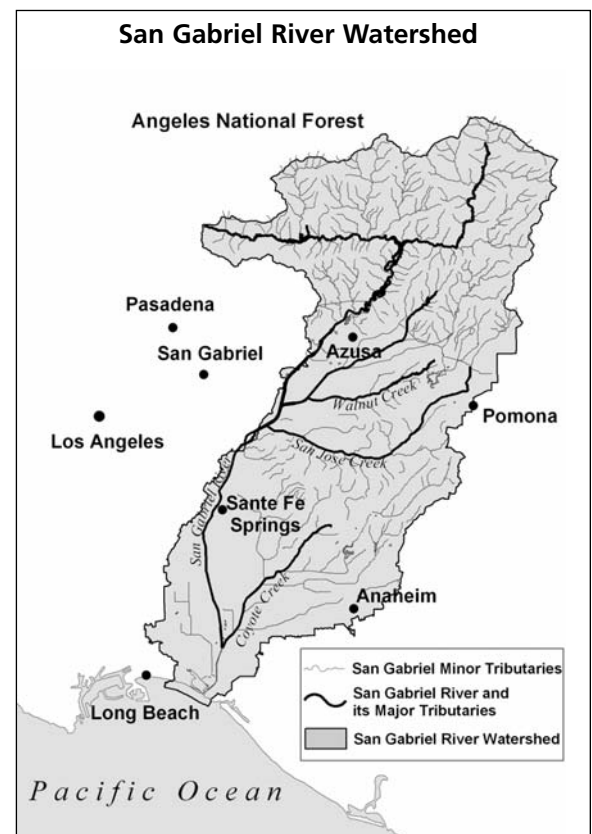 San Gabriel River Watershed
Angeles National Forest
Pasadena
San Gabriel
Azusa
Walnut Creek
Pomona
Los Angeles
San Jose Creek
San Gabriel River
Sante Fe
Springs
Coyote Creek
Anaheim
San Gabriel Minor Tributaries
San Gabriel River and
its Major Tributaries
San Gabriel River Watershed
Long Beach
Pacific Ocean